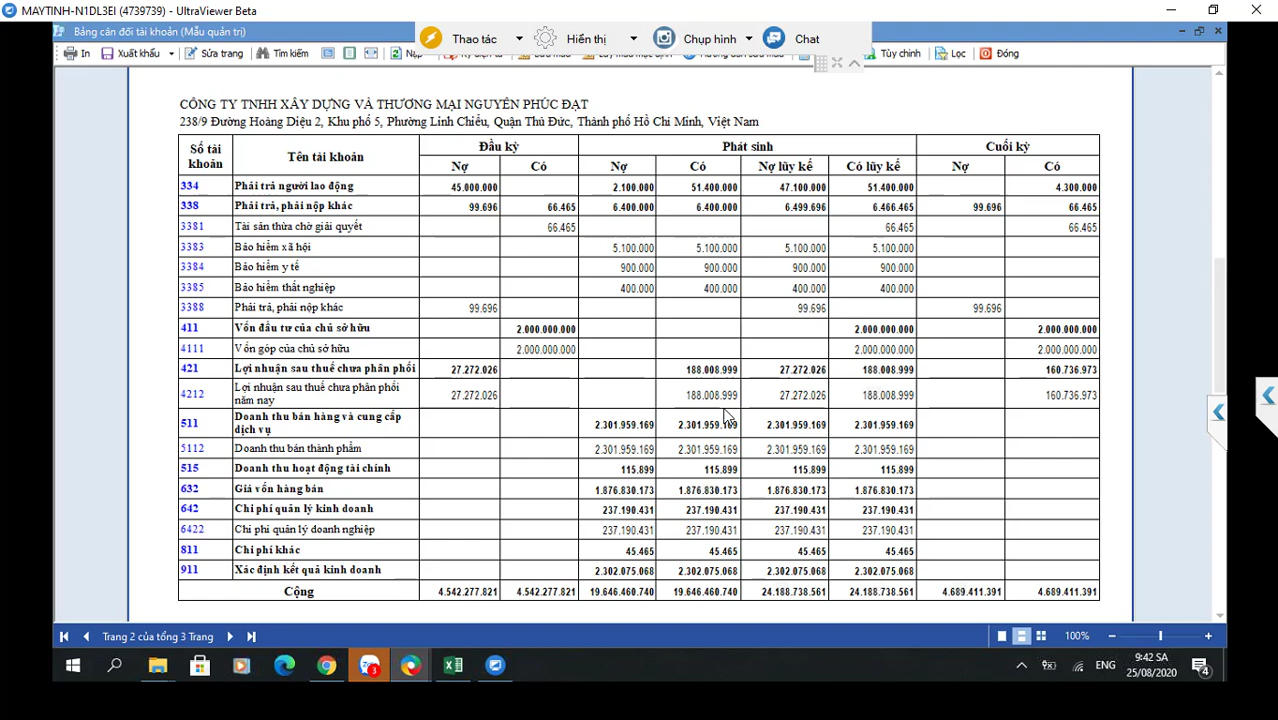 MAYTINH-N1DL3EI (4739739) - UltraViewer Beta
Bảng cân đối tài khoản (Mẫu quản trị)
Thao tác Hiển thị Chụp hình Chat
In Xuất khẩu Sửa trang Tìm kiếm Nạp Tùy chỉnh Lọc Đóng
CÔNG TY TNHH XÂY DỰNG VÀ THƯƠNG MẠI NGUYÊN PHÚC ĐẠT
238/9 Đường Hoàng Diệu 2, Khu phố 5, Phường Linh Chiểu, Quận Thủ Đức, Thành phố Hồ Chí Minh, Việt Nam
Số tài khoản Tên tài khoản Đầu kỳ Phát sinh Cuối kỳ
Nợ Có Nợ Có Nợ lũy kế Có lũy kế Nợ Có
334 Phải trả người lao động 45.000.000 2.100.000 51.400.000 47.100.000 51.400.000 4.300.000
338 Phải trả, phải nộp khác 99.696 66.465 6.400.000 6.400.000 6.499.696 6.466.465 99.696 66.465
3381 Tài sản thừa chờ giải quyết 66.465 66.465 66.465
3383 Bảo hiểm xã hội 5.100.000 5.100.000 5.100.000 5.100.000
3384 Bảo hiểm y tế 900.000 900.000 900.000 900.000
3385 Bảo hiểm thất nghiệp 400.000 400.000 400.000 400.000
3388 Phải trả, phải nộp khác 99.696 99.696 99.696
411 Vốn đầu tư của chủ sở hữu 2.000.000.000 2.000.000.000 2.000.000.000
4111 Vốn góp của chủ sở hữu 2.000.000.000 2.000.000.000 2.000.000.000
421 Lợi nhuận sau thuế chưa phân phối 27.272.026 188.008.999 27.272.026 188.008.999 160.736.973
4212 Lợi nhuận sau thuế chưa phân phối năm nay 27.272.026 188.008.999 27.272.026 188.008.999 160.736.973
511 Doanh thu bán hàng và cung cấp dịch vụ 2.301.959.169 2.301.959.169 2.301.959.169 2.301.959.169
5112 Doanh thu bán thành phẩm 2.301.959.169 2.301.959.169 2.301.959.169 2.301.959.169
515 Doanh thu hoạt động tài chính 115.899 115.899 115.899 115.899
632 Giá vốn hàng bán 1.876.830.173 1.876.830.173 1.876.830.173 1.876.830.173
642 Chi phí quản lý kinh doanh 237.190.431 237.190.431 237.190.431 237.190.431
6422 Chi phí quản lý doanh nghiệp 237.190.431 237.190.431 237.190.431 237.190.431
811 Chi phí khác 45.465 45.465 45.465 45.465
911 Xác định kết quả kinh doanh 2.302.075.068 2.302.075.068 2.302.075.068 2.302.075.068
Cộng 4.542.277.821 4.542.277.821 19.646.460.740 19.646.460.740 24.188.738.561 24.188.738.561 4.689.411.391 4.689.411.391
Trang 2 của tổng 3 Trang 100%
ENG 9:42 SA
25/08/2020
3
4